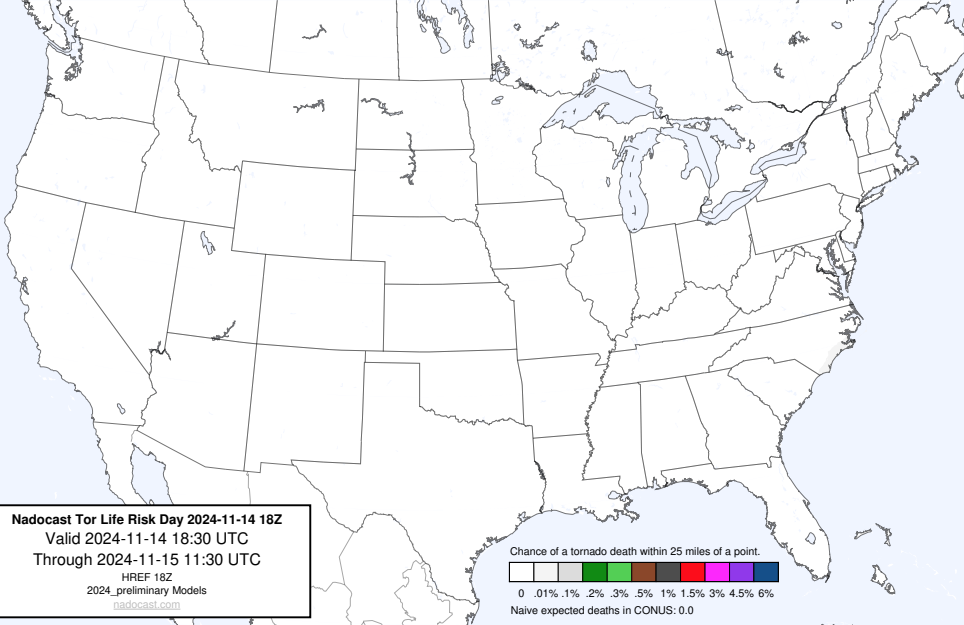 Nadocast Tor Life Risk Day 2024-11-14 18Z
Valid 2024-11-14 18:30 UTC
Through 2024-11-15 11:30 UTC
HREF 18Z
2024_preliminary Models
nadocast.com
Chance of a tornado death within 25 miles of a point.
0 .01% .1% .2% .3% .5% 1% 1.5% 3% 4.5% 6%
Naive expected deaths in CONUS: 0.0